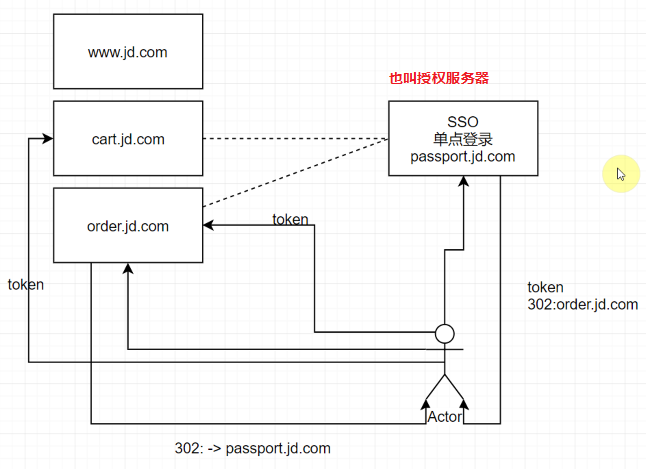 www.jd.com
也叫授权服务器
SSO
单点登录
passport.jd.com
cart.jd.com
order.jd.com
token
token
token
302:order.jd.com
Actor
302: -> passport.jd.com